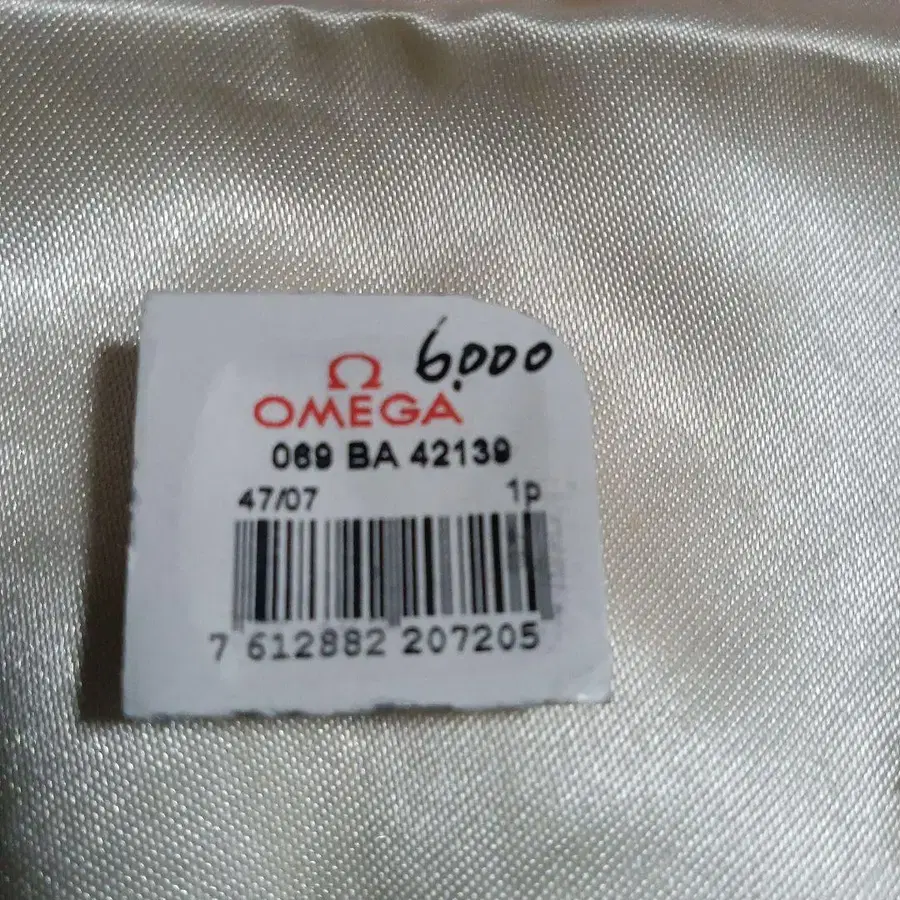 6.000
Ω
OMEGA
069 BA 42139
47/07 1p
7 612882 207205